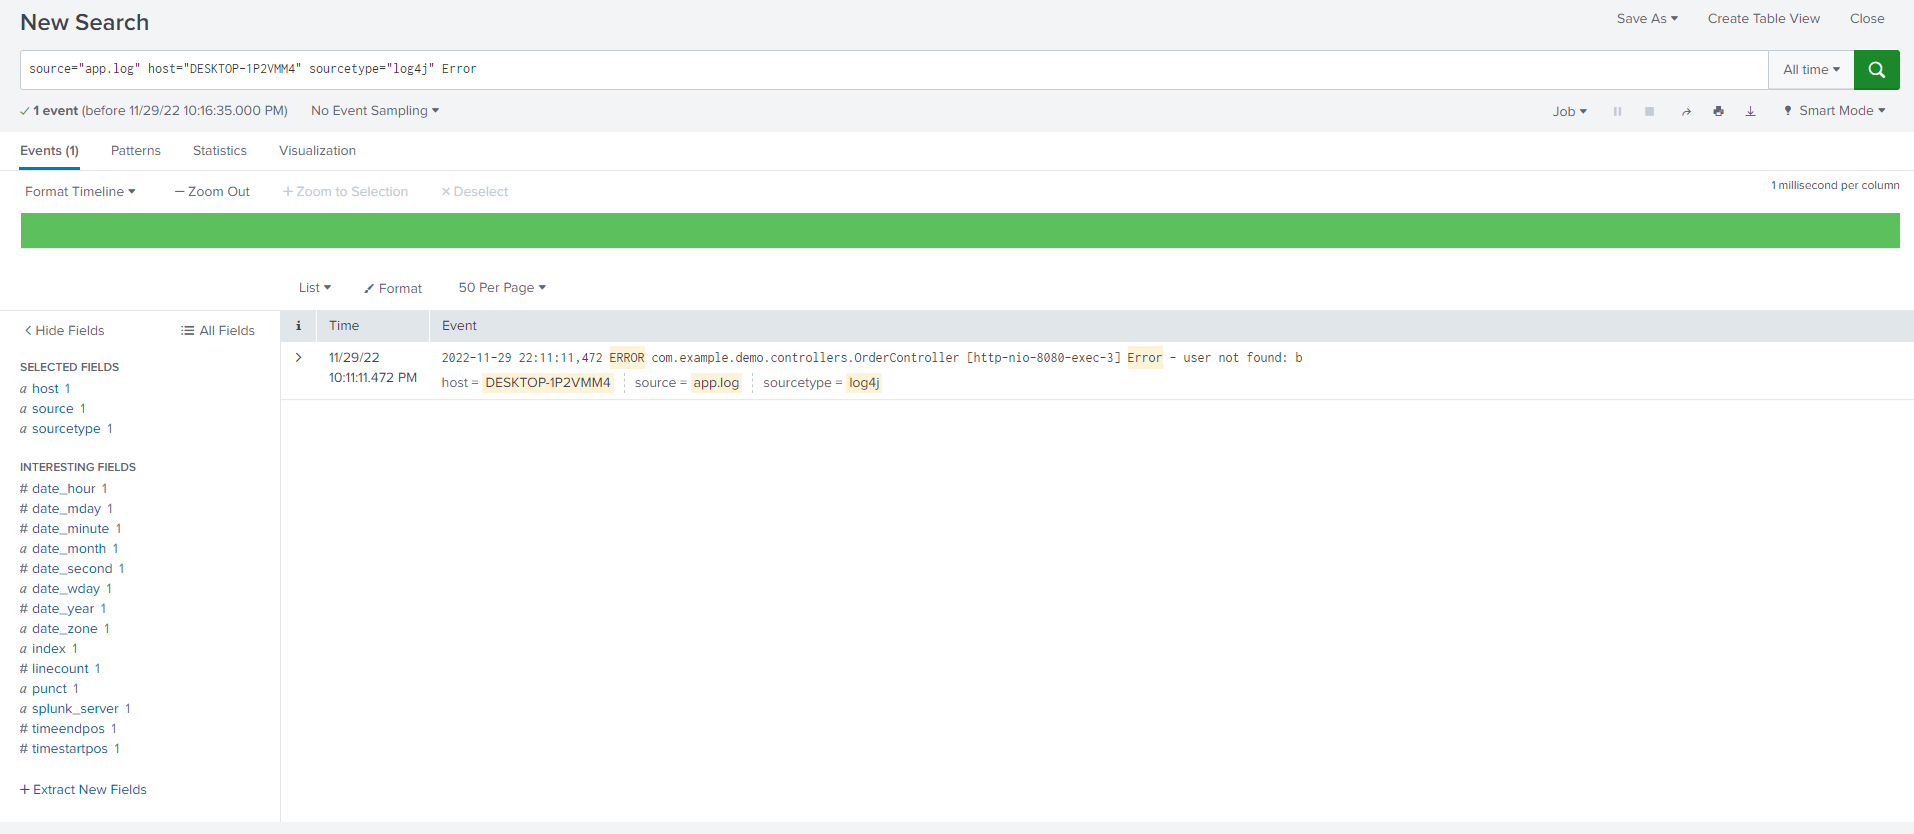 New Search
Save As Create Table View Close
source="app.log" host="DESKTOP-1P2VMM4" sourcetype="log4j" Error
All time
1 event (before 11/29/22 10:16:35.000 PM) No Event Sampling
Job Smart Mode
Events (1) Patterns Statistics Visualization
Format Timeline — Zoom Out + Zoom to Selection × Deselect
1 millisecond per column
List Format 50 Per Page
< Hide Fields All Fields
i Time Event
SELECTED FIELDS
a host 1
a source 1
a sourcetype 1
INTERESTING FIELDS
# date_hour 1
# date_mday 1
# date_minute 1
a date_month 1
# date_second 1
a date_wday 1
# date_year 1
a date_zone 1
a index 1
# linecount 1
a punct 1
a splunk_server 1
# timeendpos 1
# timestartpos 1
+ Extract New Fields
11/29/22
10:11:11.472 PM
2022-11-29 22:11:11,472 ERROR com.example.demo.controllers.OrderController [http-nio-8080-exec-3] Error - user not found: b
host = DESKTOP-1P2VMM4 source = app.log sourcetype = log4j